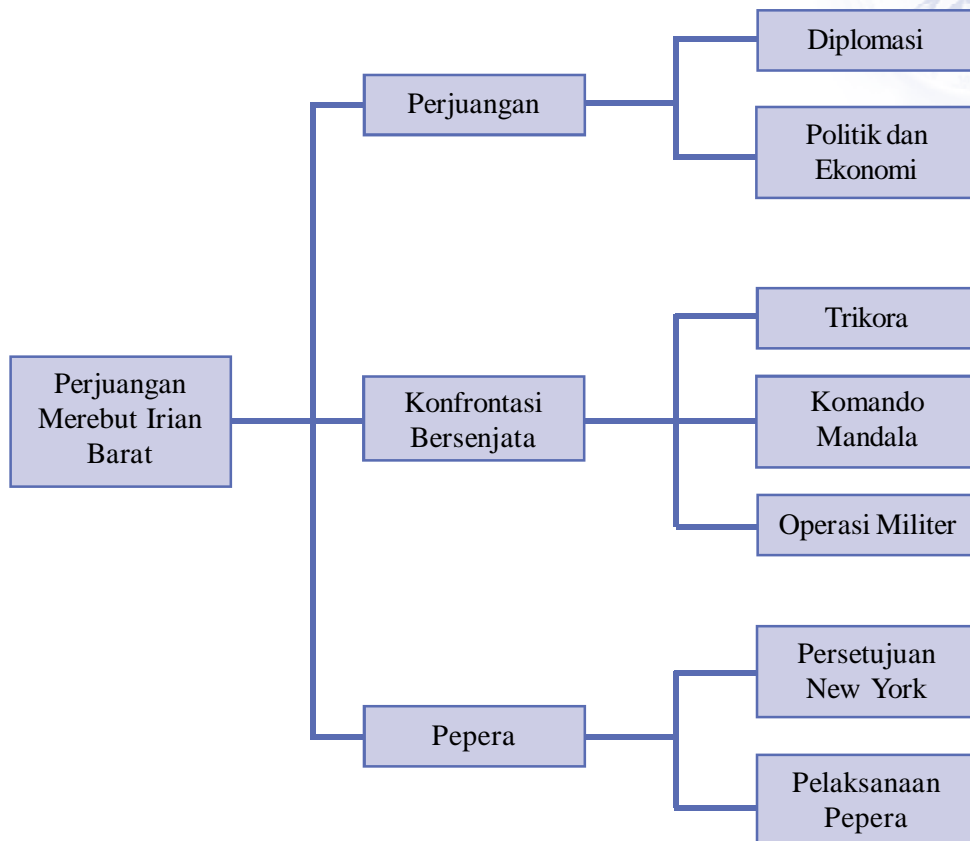 Perjuangan
Merebut Irian
Barat
Perjuangan
Diplomasi
Politik dan
Ekonomi
Konfrontasi
Bersenjata
Trikora
Komando
Mandala
Operasi Militer
Pepera
Persetujuan
New York
Pelaksanaan
Pepera